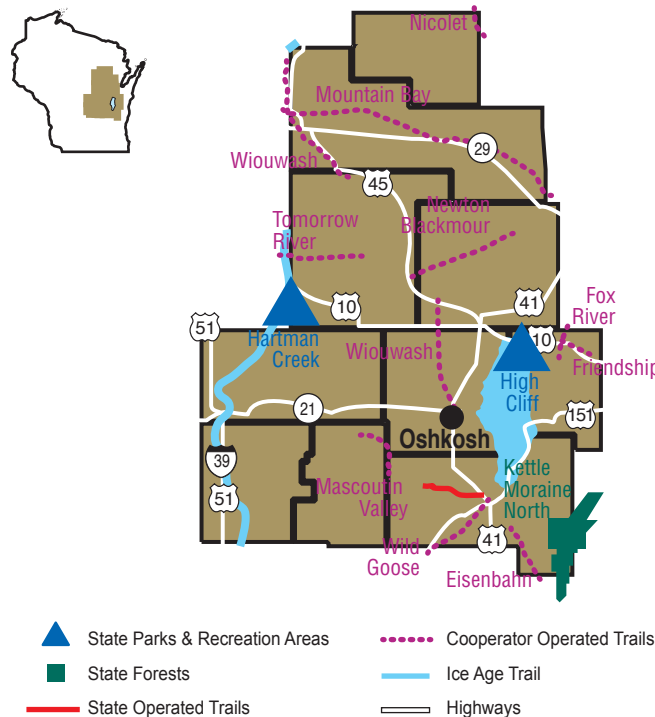 Nicolet
Mountain Bay
29
Wiouwash
45
Newton
Blackmour
Tomorrow
River
10
41
Fox
River
51
Hartman
Creek
Wiouwash
10
Friendship
High
Cliff
21
151
Oshkosh
39
51
Mascoutin
Valley
Kettle
Moraine
North
Wild
Goose
41
Eisenbahn
State Parks & Recreation Areas
Cooperator Operated Trails
State Forests
Ice Age Trail
State Operated Trails
Highways